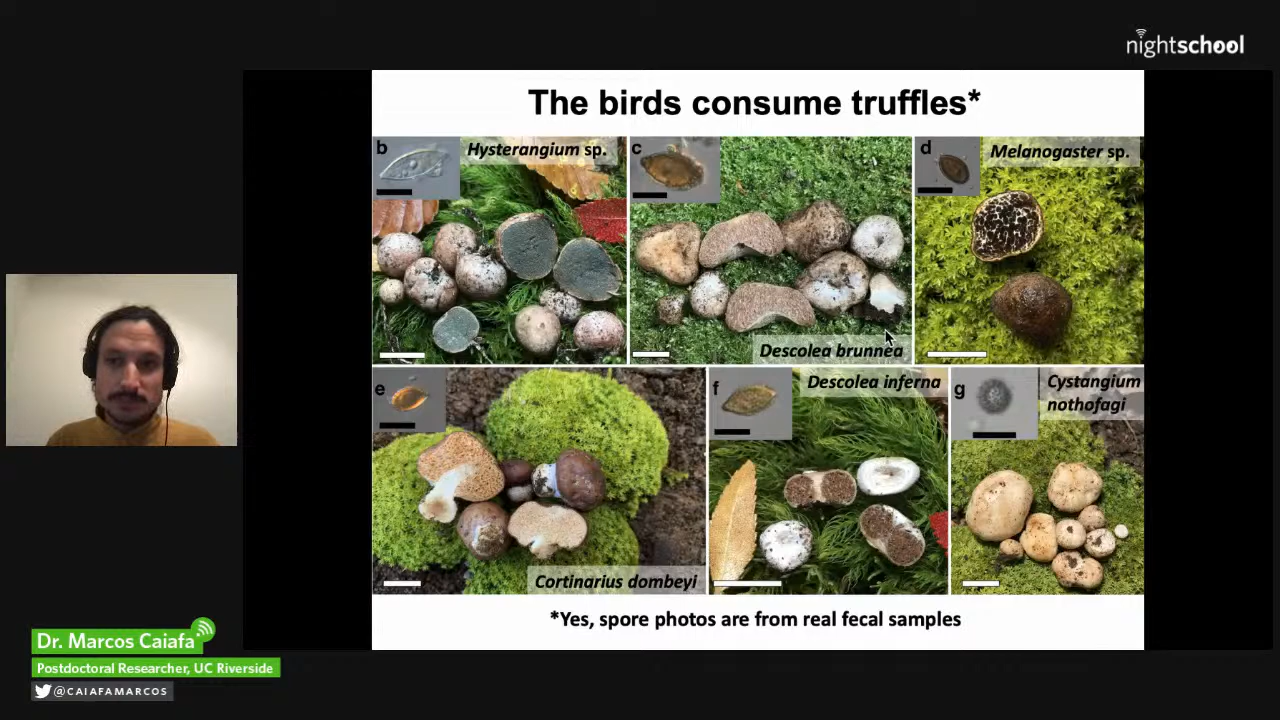 nightschool
The birds consume truffles*
b
Hysterangium sp.
c
d
Melanogaster sp.
Descolea brunnea
e
f
Descolea inferna
g
Cystangium
nothofagi
Cortinarius dombeyi
*Yes, spore photos are from real fecal samples
Dr. Marcos Caiafa
Postdoctoral Researcher, UC Riverside
@CAIAFAMARCOS